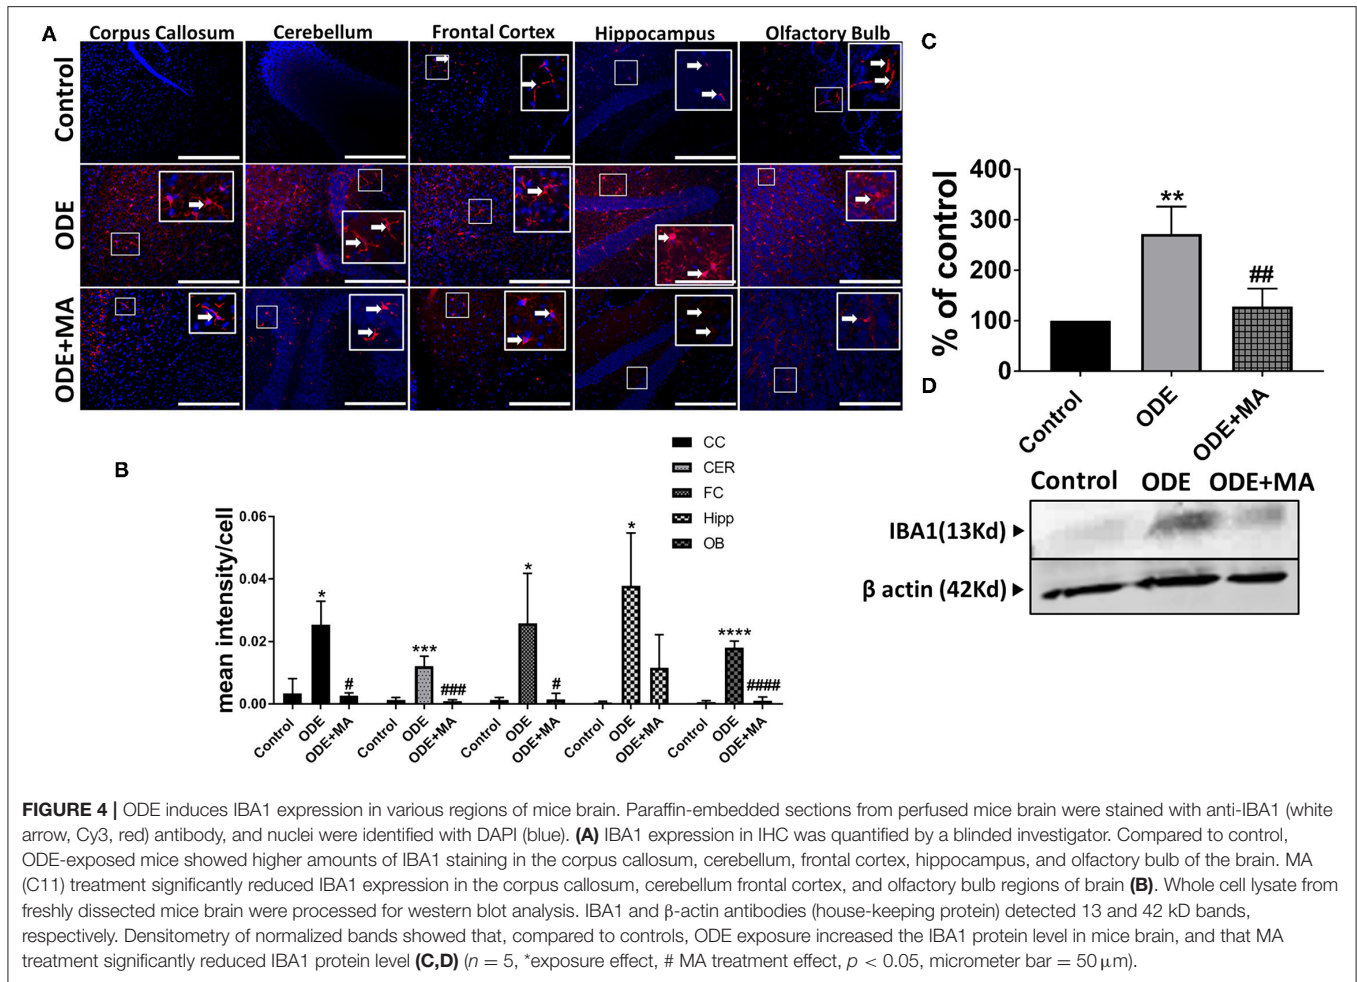 A
Corpus Callosum Cerebellum Frontal Cortex Hippocampus Olfactory Bulb
Control
ODE
ODE+MA
B
CC
CER
FC
Hipp
OB
mean intensity/cell
0.06
0.04
0.02
0.00
* # *** ### * # * **** ####
Control ODE ODE+MA Control ODE ODE+MA Control ODE ODE+MA Control ODE ODE+MA Control ODE ODE+MA
C
% of control
400
300
200
100
0
** ##
Control ODE ODE+MA
D
Control ODE ODE+MA
IBA1(13Kd)
β actin (42Kd)
FIGURE 4 | ODE induces IBA1 expression in various regions of mice brain. Paraffin-embedded sections from perfused mice brain were stained with anti-IBA1 (white
arrow, Cy3, red) antibody, and nuclei were identified with DAPI (blue). (A) IBA1 expression in IHC was quantified by a blinded investigator. Compared to control,
ODE-exposed mice showed higher amounts of IBA1 staining in the corpus callosum, cerebellum, frontal cortex, hippocampus, and olfactory bulb of the brain. MA
(C11) treatment significantly reduced IBA1 expression in the corpus callosum, cerebellum frontal cortex, and olfactory bulb regions of brain (B). Whole cell lysate from
freshly dissected mice brain were processed for western blot analysis. IBA1 and β-actin antibodies (house-keeping protein) detected 13 and 42 kD bands,
respectively. Densitometry of normalized bands showed that, compared to controls, ODE exposure increased the IBA1 protein level in mice brain, and that MA
treatment significantly reduced IBA1 protein level (C,D) (n = 5, *exposure effect, # MA treatment effect, p < 0.05, micrometer bar = 50 μm).